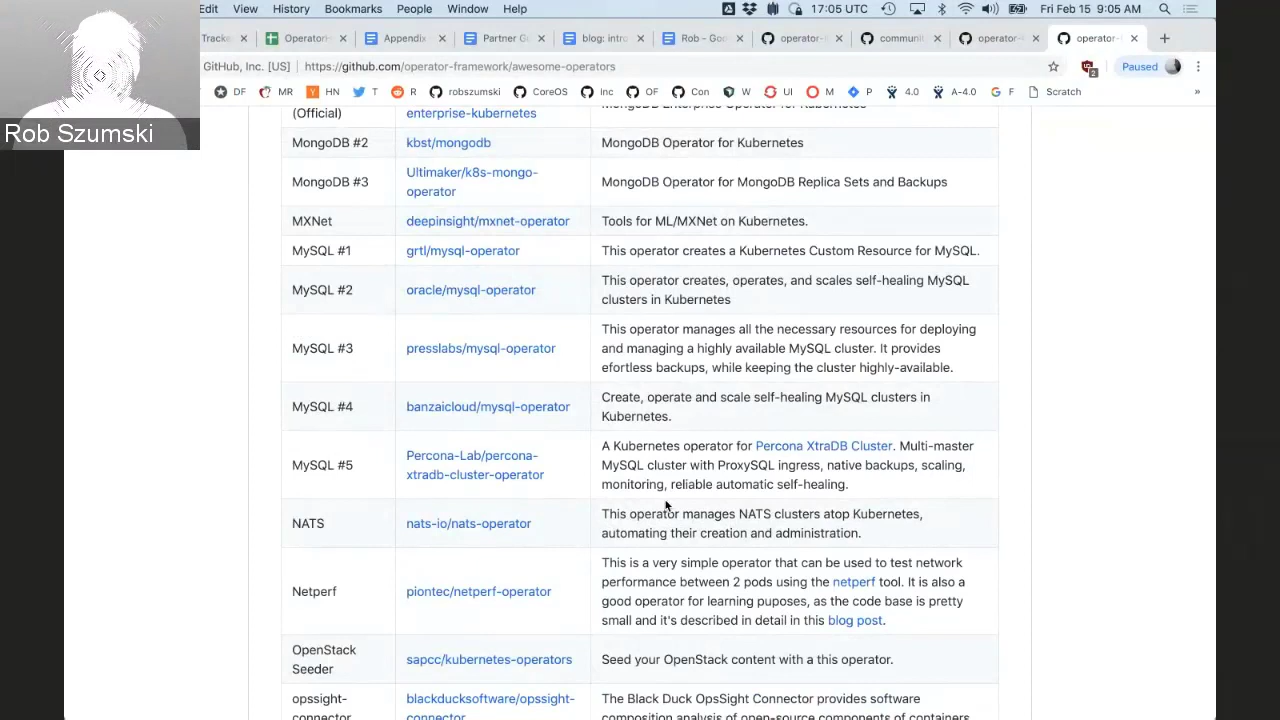 Edit View History Bookmarks People Window Help 17:05 UTC Fri Feb 15 9:05 AM
Tracke Operator Appendix Partner G blog: intro Rob – Goo operator- communi operator- operator-
GitHub, Inc. [US] https://github.com/operator-framework/awesome-operators 2 Paused
DF MR HN T R robszumski CoreOS Inc OF Con W UI M P 4.0 A-4.0 F Scratch »
Rob Szumski
(Official) enterprise-kubernetes MongoDB Enterprise Operator for Kubernetes
MongoDB #2 kbst/mongodb MongoDB Operator for Kubernetes
MongoDB #3 Ultimaker/k8s-mongo- MongoDB Operator for MongoDB Replica Sets and Backups
operator
MXNet deepinsight/mxnet-operator Tools for ML/MXNet on Kubernetes.
MySQL #1 grtl/mysql-operator This operator creates a Kubernetes Custom Resource for MySQL.
MySQL #2 oracle/mysql-operator This operator creates, operates, and scales self-healing MySQL
clusters in Kubernetes
MySQL #3 presslabs/mysql-operator This operator manages all the necessary resources for deploying
and managing a highly available MySQL cluster. It provides
efortless backups, while keeping the cluster highly-available.
MySQL #4 banzaicloud/mysql-operator Create, operate and scale self-healing MySQL clusters in
Kubernetes.
MySQL #5 Percona-Lab/percona- A Kubernetes operator for Percona XtraDB Cluster. Multi-master
xtradb-cluster-operator MySQL cluster with ProxySQL ingress, native backups, scaling,
monitoring, reliable automatic self-healing.
NATS nats-io/nats-operator This operator manages NATS clusters atop Kubernetes,
automating their creation and administration.
Netperf piontec/netperf-operator This is a very simple operator that can be used to test network
performance between 2 pods using the netperf tool. It is also a
good operator for learning puposes, as the code base is pretty
small and it's described in detail in this blog post.
OpenStack
Seeder sapcc/kubernetes-operators Seed your OpenStack content with a this operator.
opssight- blackducksoftware/opssight- The Black Duck OpsSight Connector provides software
connector connector composition analysis of open-source components of containers